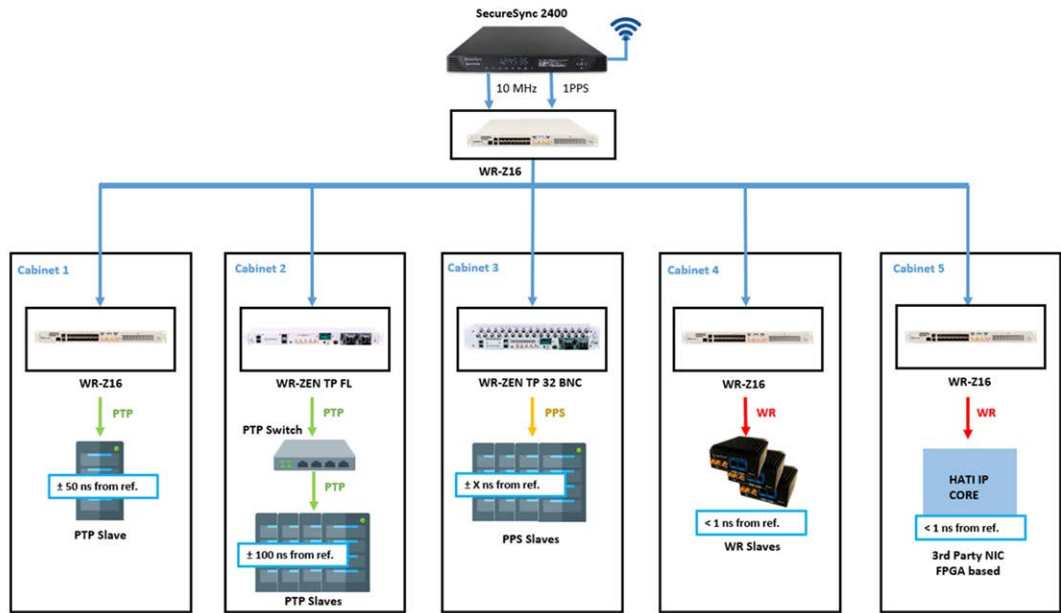 SecureSync 2400
10 MHz
1PPS
WR-Z16
Cabinet 1
Cabinet 2
Cabinet 3
Cabinet 4
Cabinet 5
WR-Z16
WR-ZEN TP FL
WR-ZEN TP 32 BNC
WR-Z16
WR-Z16
PTP
PTP
PPS
WR
WR
PTP Switch
PTP
± 50 ns from ref.
PTP Slave
± 100 ns from ref.
PTP Slaves
± X ns from ref.
PPS Slaves
< 1 ns from ref.
WR Slaves
HATI IP
CORE
< 1 ns from ref.
3rd Party NIC
FPGA based